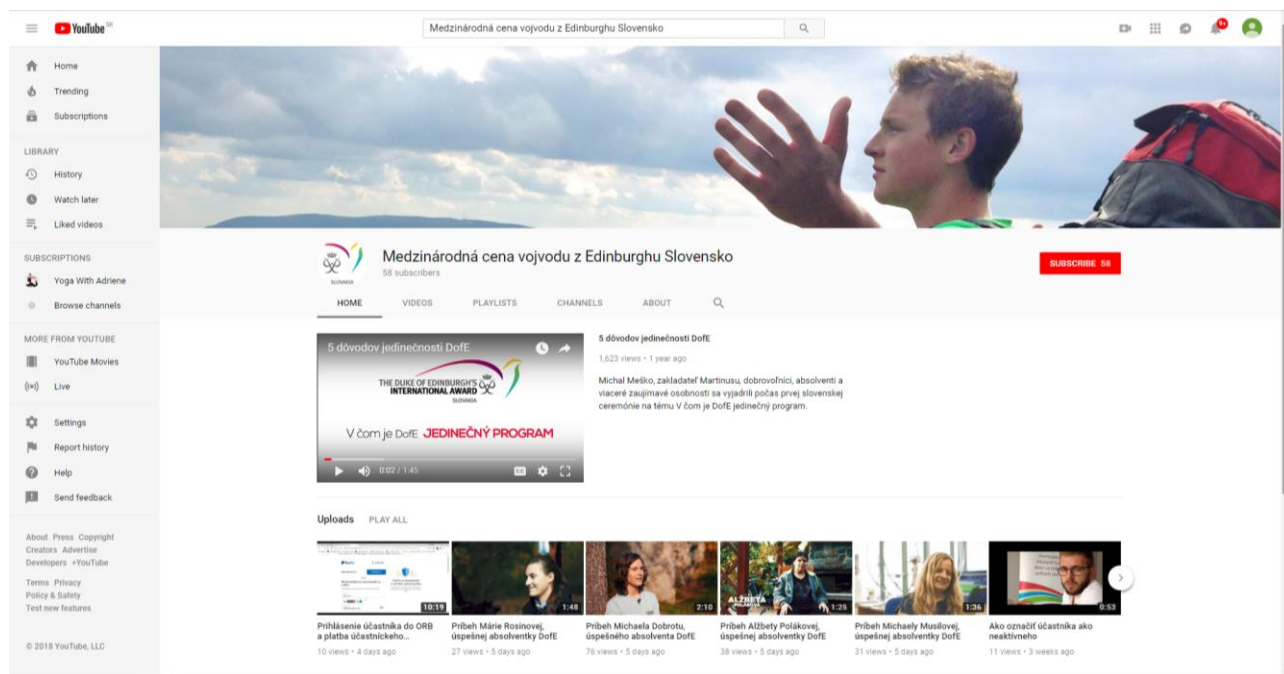 YouTube SK
Medzinárodná cena vojvodu z Edinburghu Slovensko
9+
Home
Trending
Subscriptions
LIBRARY
History
Watch later
Liked videos
SUBSCRIPTIONS
Yoga With Adriene
Browse channels
MORE FROM YOUTUBE
YouTube Movies
Live
Settings
Report history
Help
Send feedback
About Press Copyright
Creators Advertise
Developers +YouTube
Terms Privacy
Policy & Safety
Test new features
© 2018 YouTube, LLC
SLOVAKIA
Medzinárodná cena vojvodu z Edinburghu Slovensko
58 subscribers
SUBSCRIBE 58
HOME VIDEOS PLAYLISTS CHANNELS ABOUT
5 dôvodov jedinečnosti DofE
THE DUKE OF EDINBURGH'S
INTERNATIONAL AWARD
SLOVAKIA
V čom je DofE JEDINEČNÝ PROGRAM
0:02 / 1:45
5 dôvodov jedinečnosti DofE
1,623 views • 1 year ago
Michal Meško, zakladateľ Martinusu, dobrovoľníci, absolventi a
viaceré zaujímavé osobnosti sa vyjadrili počas prvej slovenskej
ceremónie na tému V čom je DofE jedinečný program.
Uploads PLAY ALL
10:19
Prihlásenie účastníka do ORB
a platba účastníckeho...
10 views • 4 days ago
1:48
Príbeh Márie Rosinovej,
úspešnej absolventky DofE
27 views • 5 days ago
2:10
Príbeh Michaela Dobrotu,
úspešného absolventa DofE
76 views • 5 days ago
ALŽBETA
POLÁKOVÁ
1:25
Príbeh Alžbety Polákovej,
úspešnej absolventky DofE
38 views • 5 days ago
1:36
Príbeh Michaely Musilovej,
úspešnej absolventky DofE
31 views • 5 days ago
0:53
Ako označiť účastníka ako
neaktívneho
11 views • 3 weeks ago